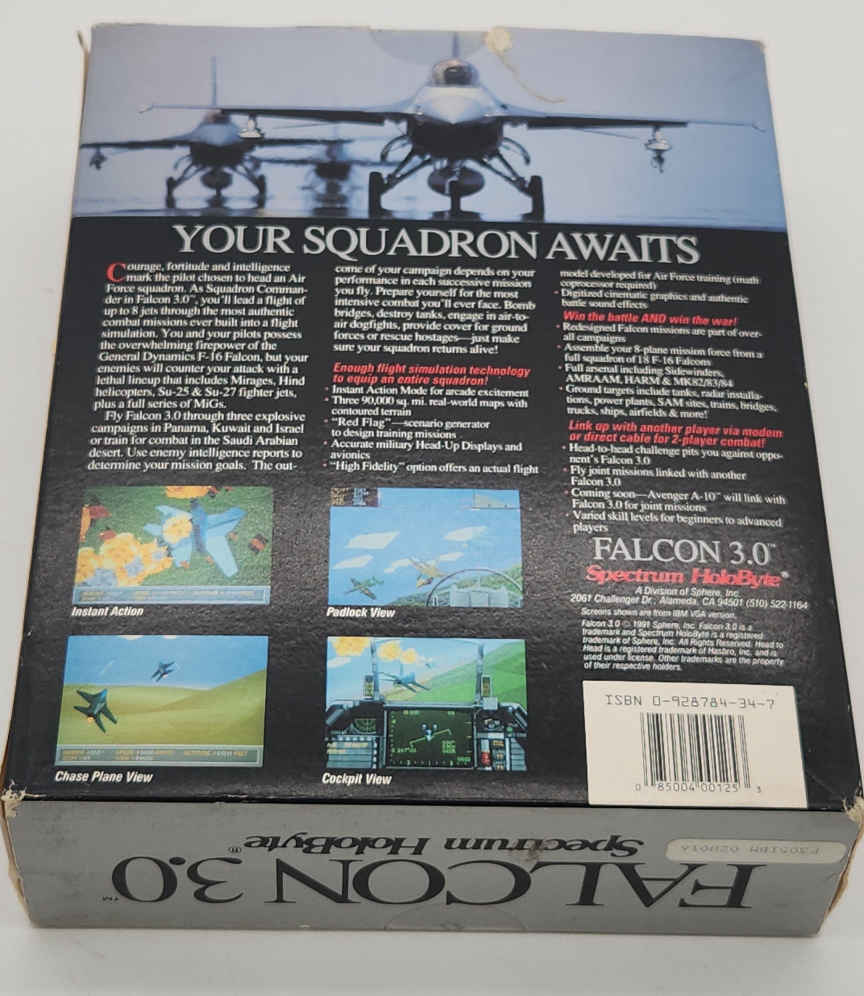 YOUR SQUADRON AWAITS
Courage, fortitude and intelligence
mark the pilot chosen to head an Air
Force squadron. As Squadron Comman-
der in Falcon 3.0™, you'll lead a flight of
up to 8 jets through the most authentic
combat missions ever built into a flight
simulation. You and your pilots possess
the overwhelming firepower of the
General Dynamics F-16 Falcon, but your
enemies will counter your attack with a
lethal lineup that includes Mirages, Hind
helicopters, Su-25 & Su-27 fighter jets,
plus a full series of MiGs.
Fly Falcon 3.0 through three explosive
campaigns in Panama, Kuwait and Israel
or train for combat in the Saudi Arabian
desert. Use enemy intelligence reports to
determine your mission goals. The out-
come of your campaign depends on your
performance in each successive mission
you fly. Prepare yourself for the most
intensive combat you'll ever face. Bomb
bridges, destroy tanks, engage in air-to-
air dogfights, provide cover for ground
forces or rescue hostages—just make
sure your squadron returns alive!
Enough flight simulation technology
to equip an entire squadron!
• Instant Action Mode for arcade excitement
• Three 90,000 sq. mi. real-world maps with
contoured terrain
• "Red Flag"—scenario generator
to design training missions
• Accurate military Head-Up Displays and
avionics
• "High Fidelity" option offers an actual flight
model developed for Air Force training (math
coprocessor required)
• Digitized cinematic graphics and authentic
battle sound effects
Win the battle AND win the war!
• Redesigned Falcon missions are part of over-
all campaigns
• Assemble your 8-plane mission force from a
full squadron of 18 F-16 Falcons
• Full arsenal including Sidewinders,
AMRAAM, HARM & MK82/83/84
• Ground targets include tanks, radar installa-
tions, power plants, SAM sites, trains, bridges,
trucks, ships, airfields & more!
Link up with another player via modem
or direct cable for 2-player combat!
• Head-to-head challenge pits you against oppo-
nent's Falcon 3.0
• Fly joint missions linked with another
Falcon 3.0
• Coming soon—Avenger A-10™ will link with
Falcon 3.0 for joint missions
• Varied skill levels for beginners to advanced
players
Instant Action
Padlock View
Chase Plane View
Cockpit View
FALCON 3.0™
Spectrum HoloByte®
A Division of Sphere, Inc.
2061 Challenger Dr., Alameda, CA 94501 (510) 522-1164
Screens shown are from IBM VGA version.
Falcon 3.0 © 1991 Sphere, Inc. Falcon 3.0 is a
trademark and Spectrum HoloByte is a registered
trademark of Sphere, Inc. All Rights Reserved. Head to
Head is a registered trademark of Hasbro, Inc. and is
used under license. Other trademarks are the property
of their respective holders.
ISBN 0-928784-34-7
0 85004 00125 3
FALCON 3.0™
Spectrum HoloByte®